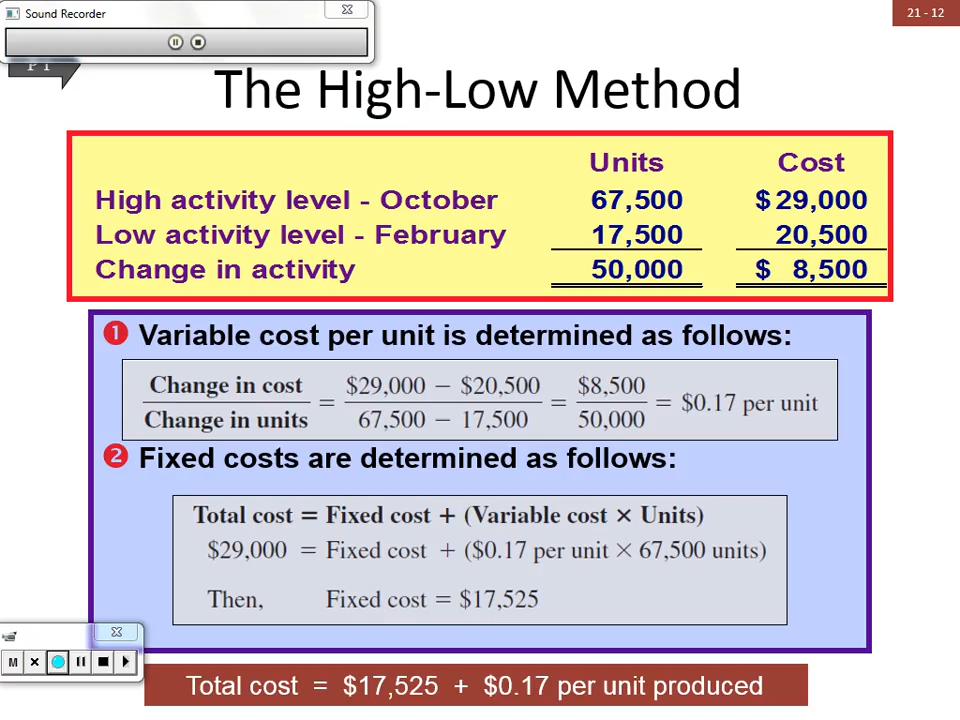 Sound Recorder
21 - 12
The High-Low Method
Units Cost
High activity level - October 67,500 $ 29,000
Low activity level - February 17,500 20,500
Change in activity 50,000 $ 8,500
❶ Variable cost per unit is determined as follows:
Change in cost / Change in units = $29,000 − $20,500 / 67,500 − 17,500 = $8,500 / 50,000 = $0.17 per unit
❷ Fixed costs are determined as follows:
Total cost = Fixed cost + (Variable cost × Units)
$29,000 = Fixed cost + ($0.17 per unit × 67,500 units)
Then, Fixed cost = $17,525
M
Total cost = $17,525 + $0.17 per unit produced